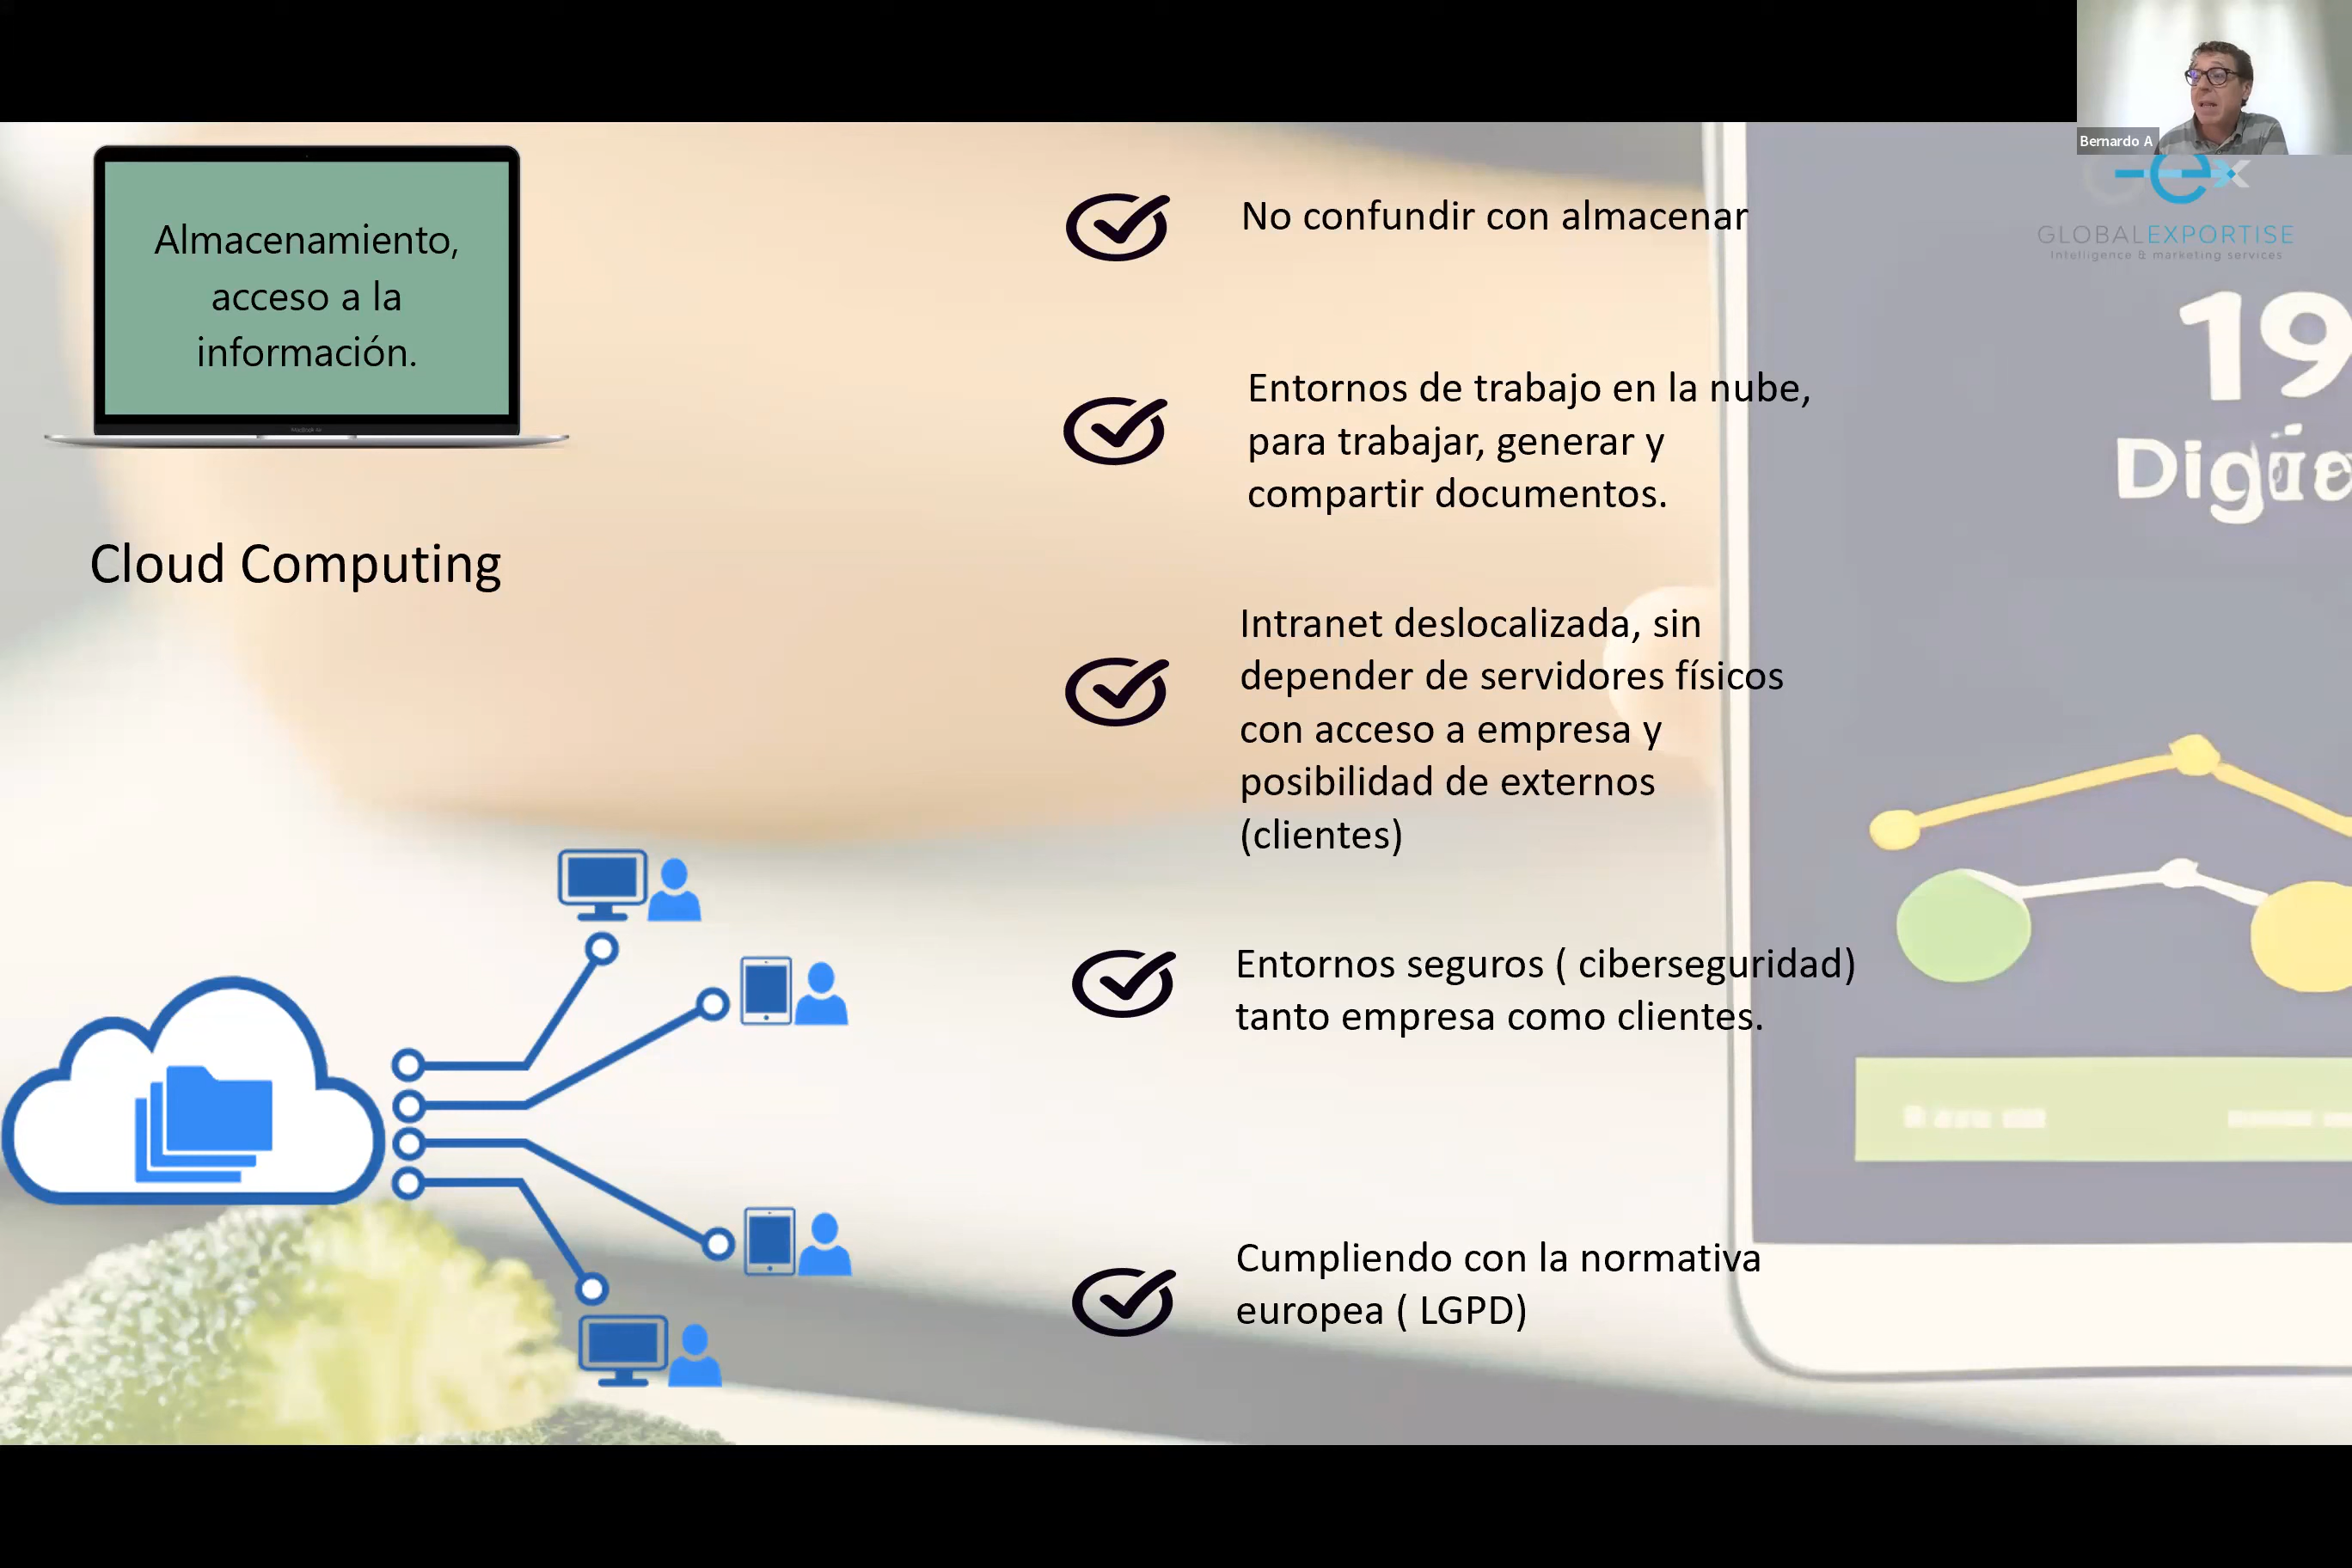 Bernardo A
Almacenamiento,
acceso a la
información.
Cloud Computing
No confundir con almacenar
Entornos de trabajo en la nube,
para trabajar, generar y
compartir documentos.
Intranet deslocalizada, sin
depender de servidores físicos
con acceso a empresa y
posibilidad de externos
(clientes)
Entornos seguros ( ciberseguridad)
tanto empresa como clientes.
Cumpliendo con la normativa
europea ( LGPD)
GLOBALEXPORTISE
Intelligence & marketing services
19